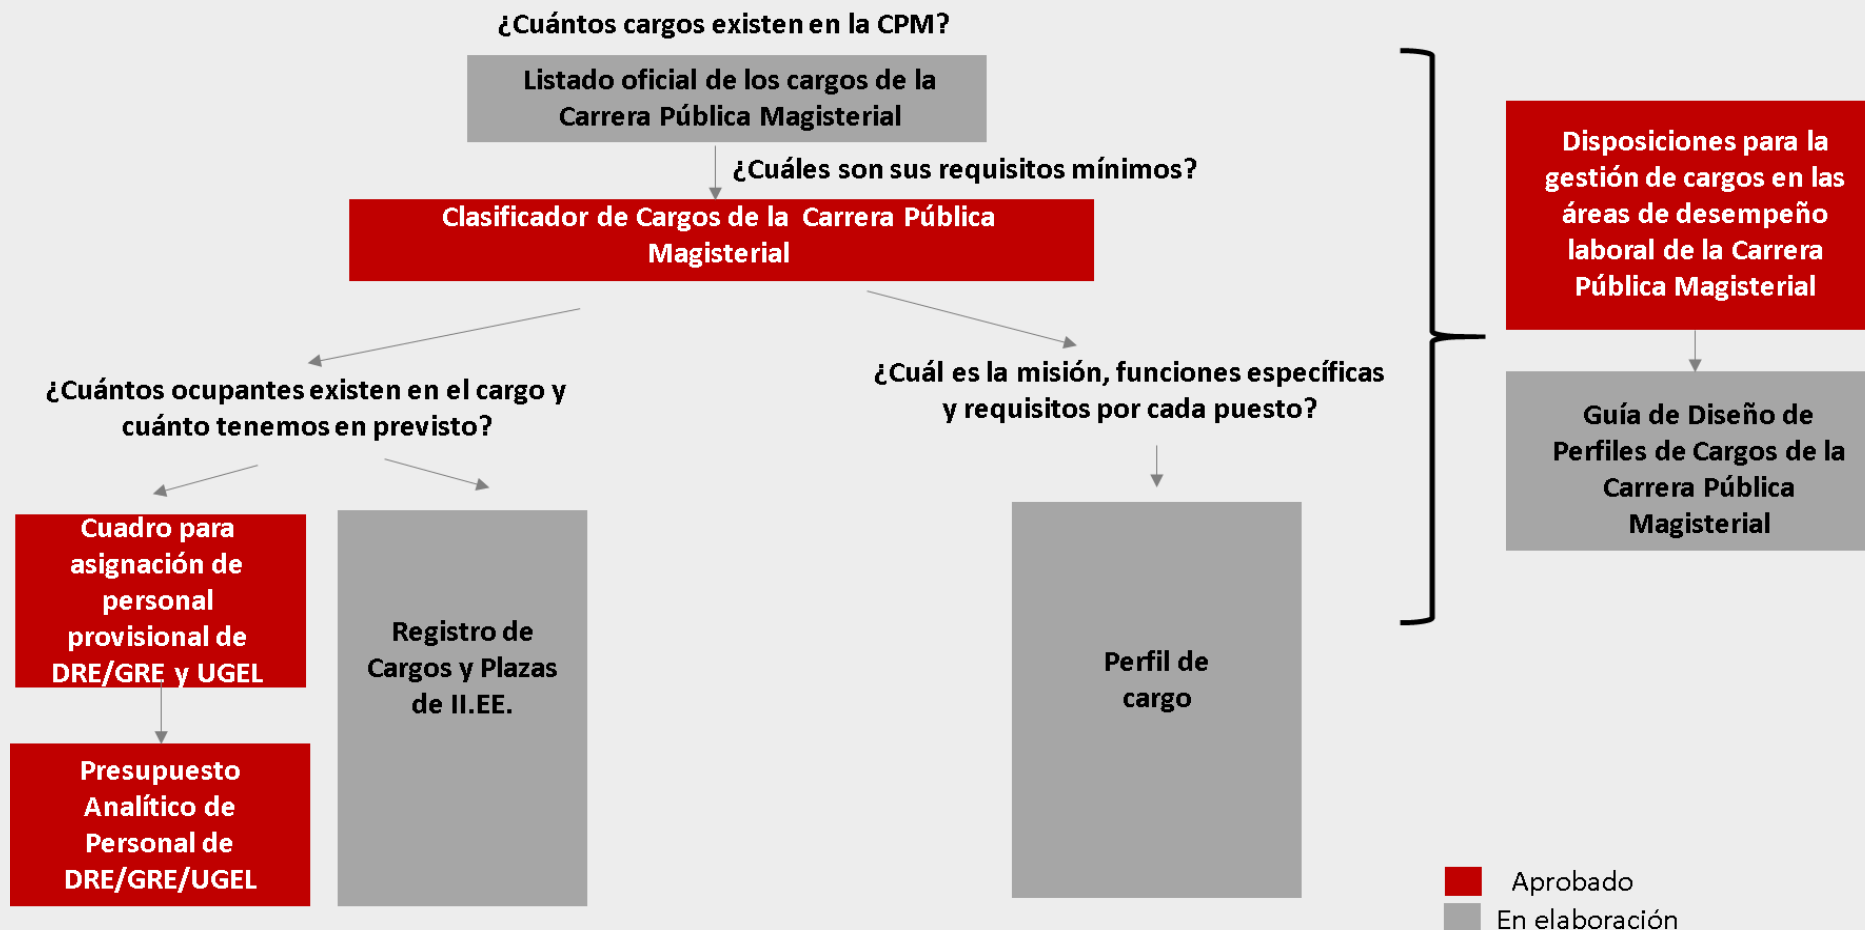 ¿Cuántos cargos existen en la CPM?
Listado oficial de los cargos de la
Carrera Pública Magisterial
¿Cuáles son sus requisitos mínimos?
Clasificador de Cargos de la Carrera Pública
Magisterial
¿Cuántos ocupantes existen en el cargo y
cuánto tenemos en previsto?
¿Cuál es la misión, funciones específicas
y requisitos por cada puesto?
Cuadro para
asignación de
personal
provisional de
DRE/GRE y UGEL
Presupuesto
Analítico de
Personal de
DRE/GRE/UGEL
Registro de
Cargos y Plazas
de II.EE.
Perfil de
cargo
Disposiciones para la
gestión de cargos en las
áreas de desempeño
laboral de la Carrera
Pública Magisterial
Guía de Diseño de
Perfiles de Cargos de la
Carrera Pública
Magisterial
Aprobado
En elaboración